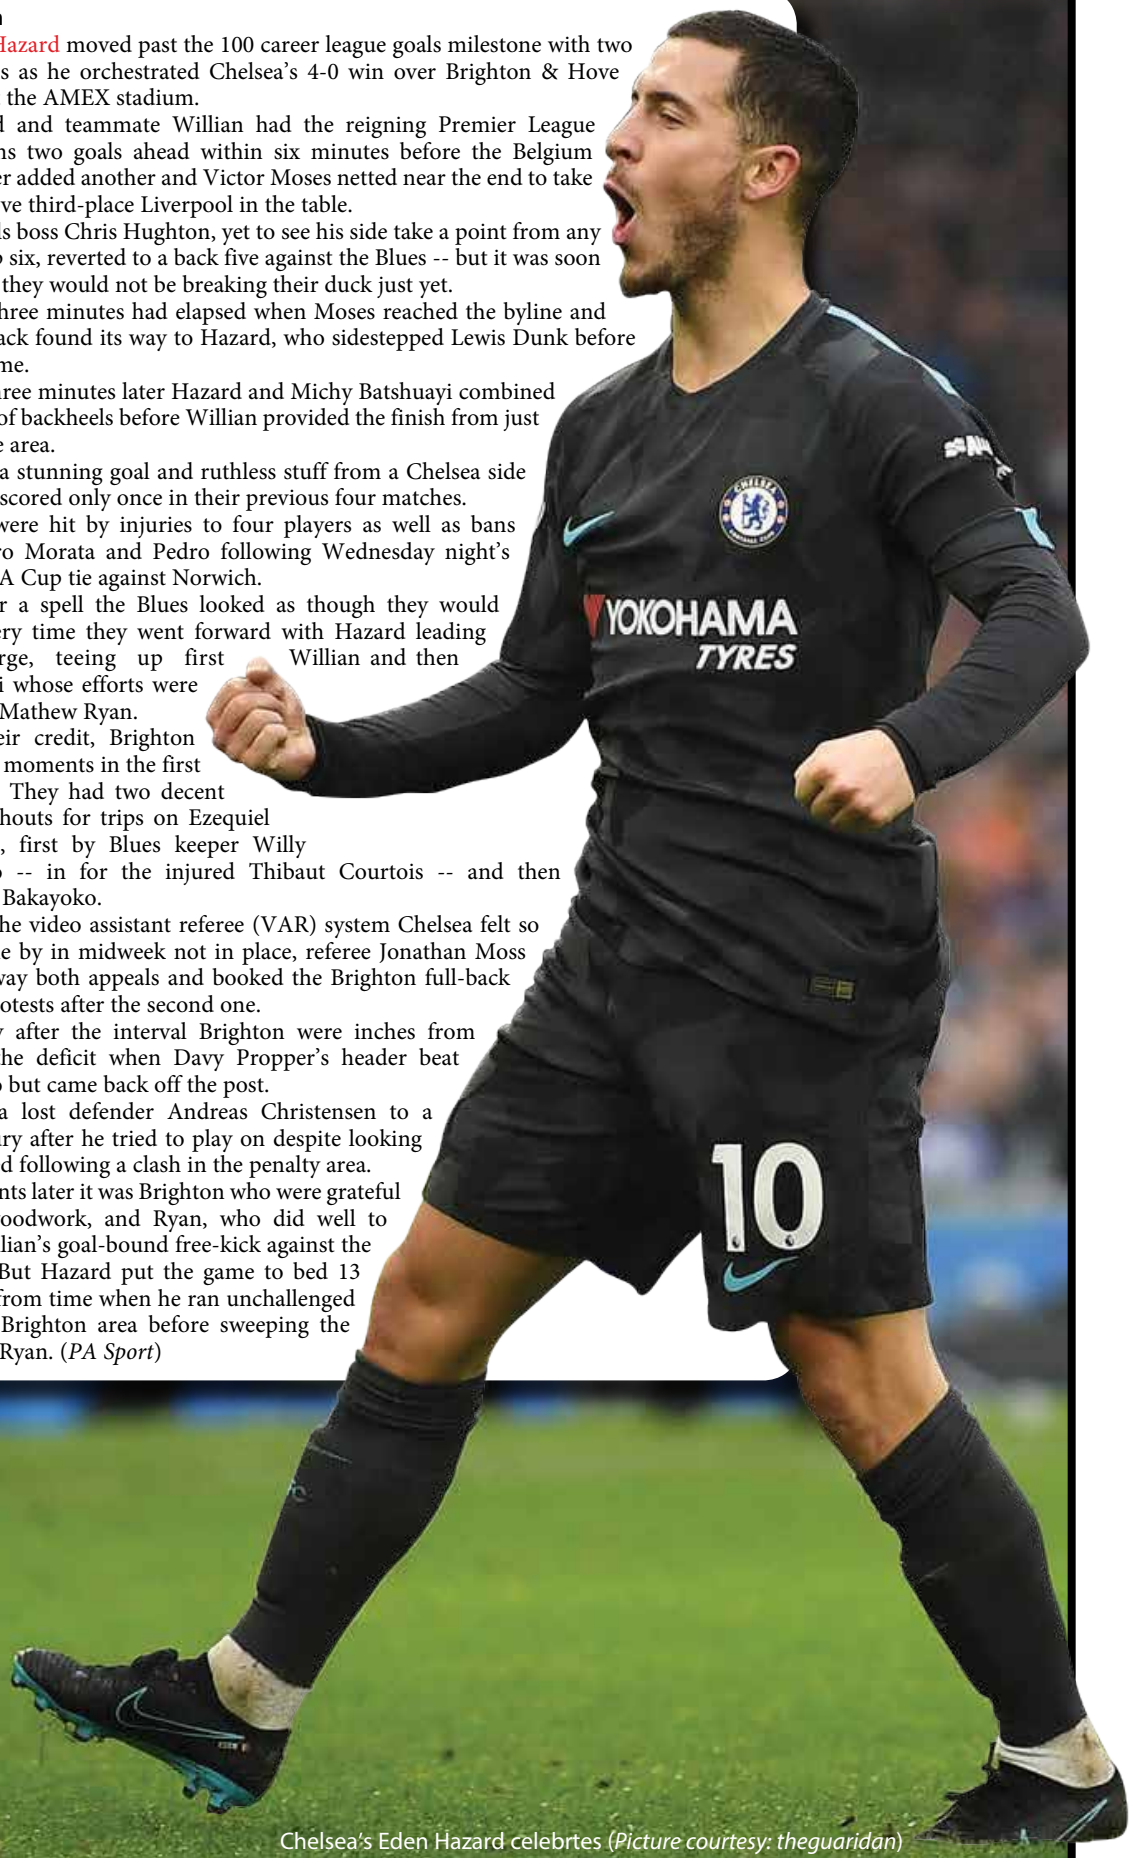 Hazard moved past the 100 career league goals milestone with two
s as he orchestrated Chelsea's 4-0 win over Brighton & Hove
the AMEX stadium.
d and teammate Willian had the reigning Premier League
ns two goals ahead within six minutes before the Belgium
er added another and Victor Moses netted near the end to take
ve third-place Liverpool in the table.
ls boss Chris Hughton, yet to see his side take a point from any
six, reverted to a back five against the Blues -- but it was soon
they would not be breaking their duck just yet.
hree minutes had elapsed when Moses reached the byline and
ack found its way to Hazard, who sidestepped Lewis Dunk before
me.
hree minutes later Hazard and Michy Batshuayi combined
of backheels before Willian provided the finish from just
e area.
a stunning goal and ruthless stuff from a Chelsea side
scored only once in their previous four matches.
were hit by injuries to four players as well as bans
ro Morata and Pedro following Wednesday night's
A Cup tie against Norwich.
r a spell the Blues looked as though they would
ery time they went forward with Hazard leading
rge, teeing up first Willian and then
i whose efforts were
Mathew Ryan.
eir credit, Brighton
moments in the first
They had two decent
houts for trips on Ezequiel
, first by Blues keeper Willy
o -- in for the injured Thibaut Courtois -- and then
Bakayoko.
he video assistant referee (VAR) system Chelsea felt so
e by in midweek not in place, referee Jonathan Moss
way both appeals and booked the Brighton full-back
otests after the second one.
y after the interval Brighton were inches from
the deficit when Davy Propper's header beat
o but came back off the post.
a lost defender Andreas Christensen to a
ury after he tried to play on despite looking
d following a clash in the penalty area.
nts later it was Brighton who were grateful
woodwork, and Ryan, who did well to
lian's goal-bound free-kick against the
But Hazard put the game to bed 13
from time when he ran unchallenged
Brighton area before sweeping the
Ryan. (PA Sport)
CHELSEA
FOOTBALL CLUB
YOKOHAMA
TYRES
10
Chelsea's Eden Hazard celebrtes (Picture courtesy: theguaridan)